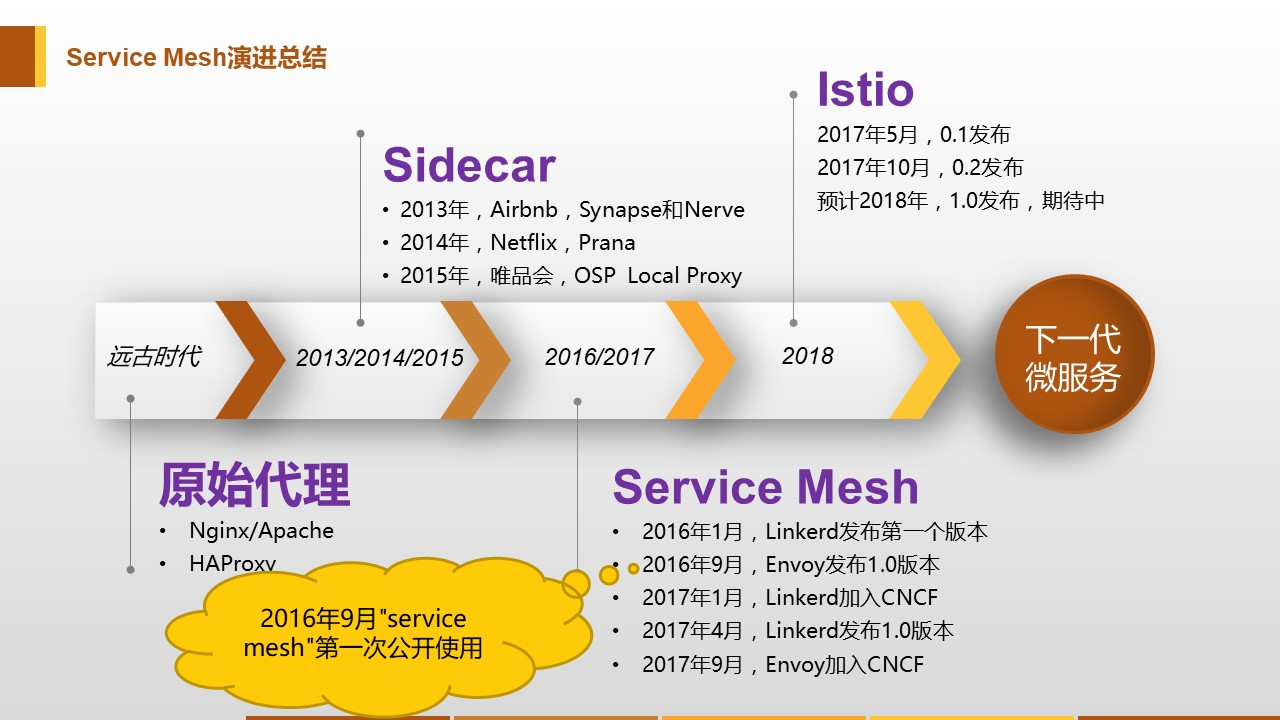 Service Mesh演进总结
Istio
2017年5月，0.1发布
2017年10月，0.2发布
预计2018年，1.0发布，期待中
Sidecar
• 2013年，Airbnb，Synapse和Nerve
• 2014年，Netflix，Prana
• 2015年，唯品会，OSP Local Proxy
远古时代
2013/2014/2015
2016/2017
2018
下一代
微服务
原始代理
• Nginx/Apache
• HAProxy
2016年9月"service
mesh"第一次公开使用
Service Mesh
• 2016年1月，Linkerd发布第一个版本
• 2016年9月，Envoy发布1.0版本
• 2017年1月，Linkerd加入CNCF
• 2017年4月，Linkerd发布1.0版本
• 2017年9月，Envoy加入CNCF